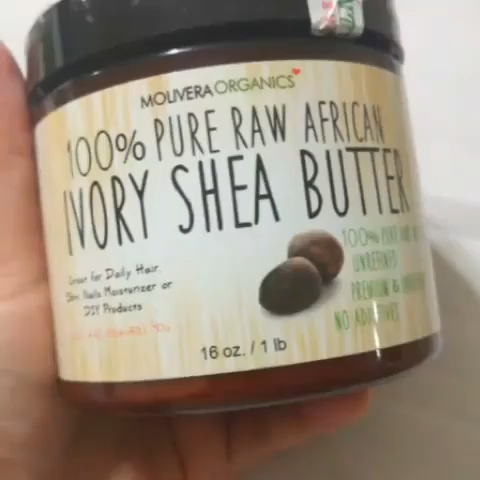 MOLIVERA ORGANICS
100% PURE RAW AFRICAN
IVORY SHEA BUTTER
100% PURE
UNREFINED
PREMIUM &
NO ADDITIVES
Great for Daily Hair,
Skin, Nails Moisturizer or
DIY Products
16 oz. / 1 lb